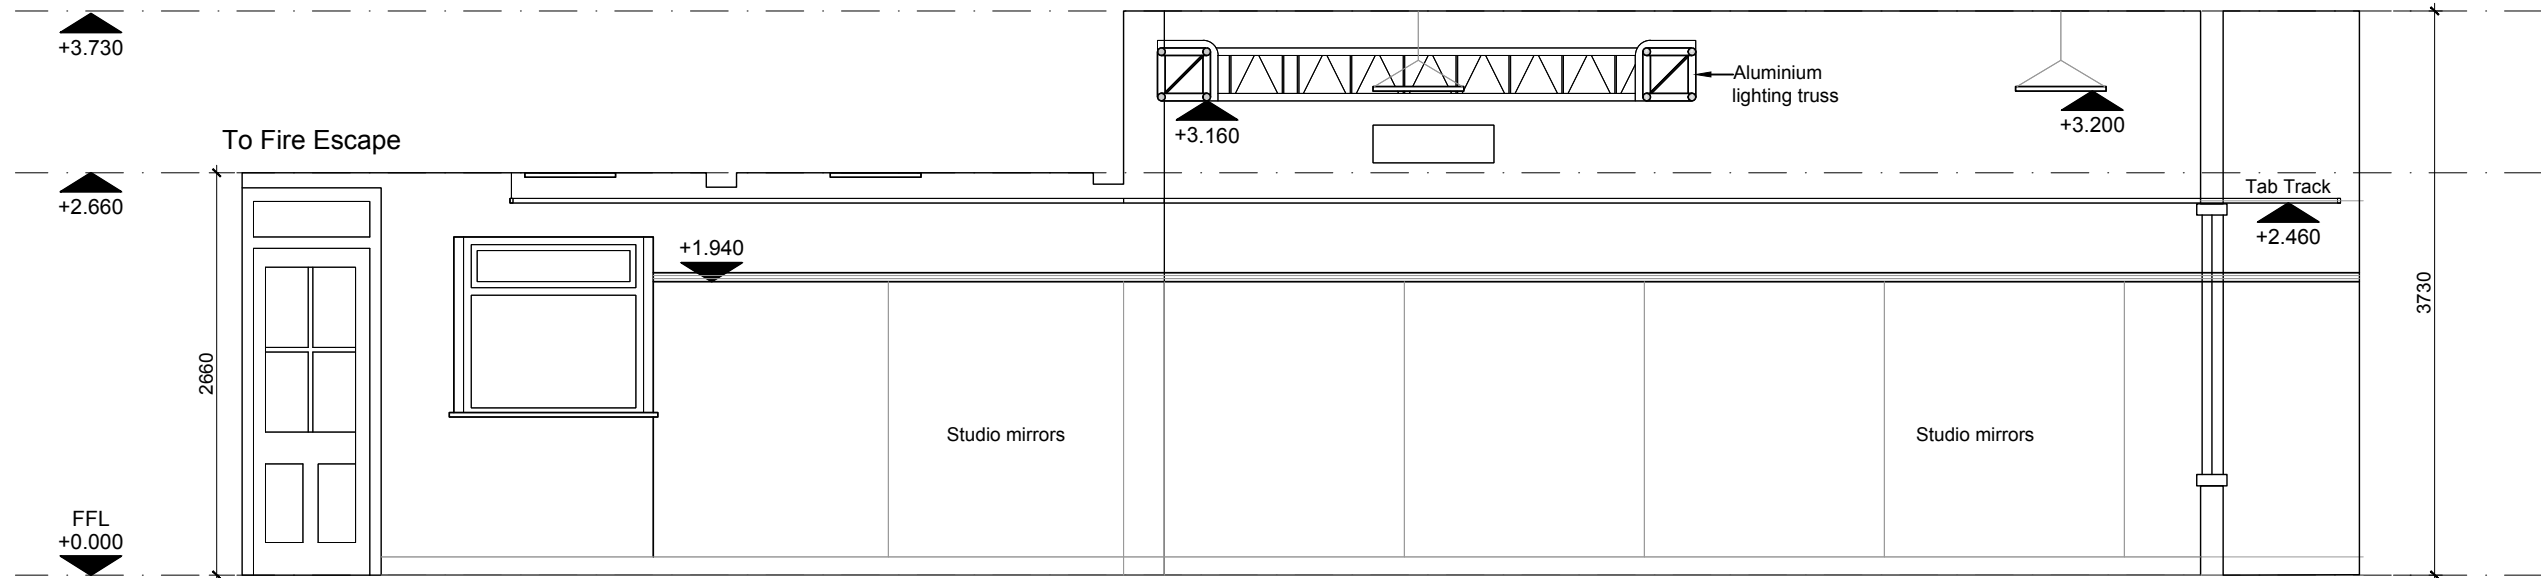 +3.730
Aluminium
lighting truss
+3.160
+3.200
To Fire Escape
+2.660
Tab Track
+2.460
+1.940
2660
3730
Studio mirrors
Studio mirrors
FFL
+0.000